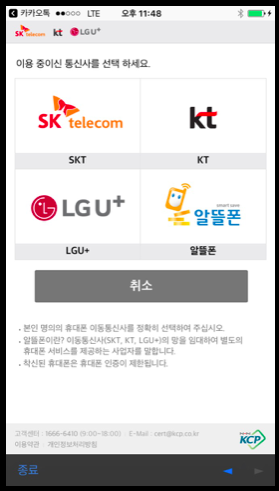 카카오톡 LTE 오후 11:48
SK telecom kt LG U+
이용 중이신 통신사를 선택 하세요.
SK telecom kt
SKT KT
LG U+ smart save 알뜰폰
LGU+ 알뜰폰
취소
· 본인 명의의 휴대폰 이동통신사를 정확히 선택하여 주십시오.
· 알뜰폰이란? 이동통신사(SKT, KT, LGU+)의 망을 임대하여 별도의
휴대폰 서비스를 제공하는 사업자를 말합니다.
· 착신된 휴대폰은 휴대폰 인증이 제한됩니다.
고객센터 : 1666-6410 (9:00~18:00) E-Mail : cert@kcp.co.kr
이용약관 개인정보처리방침
KCP
종료